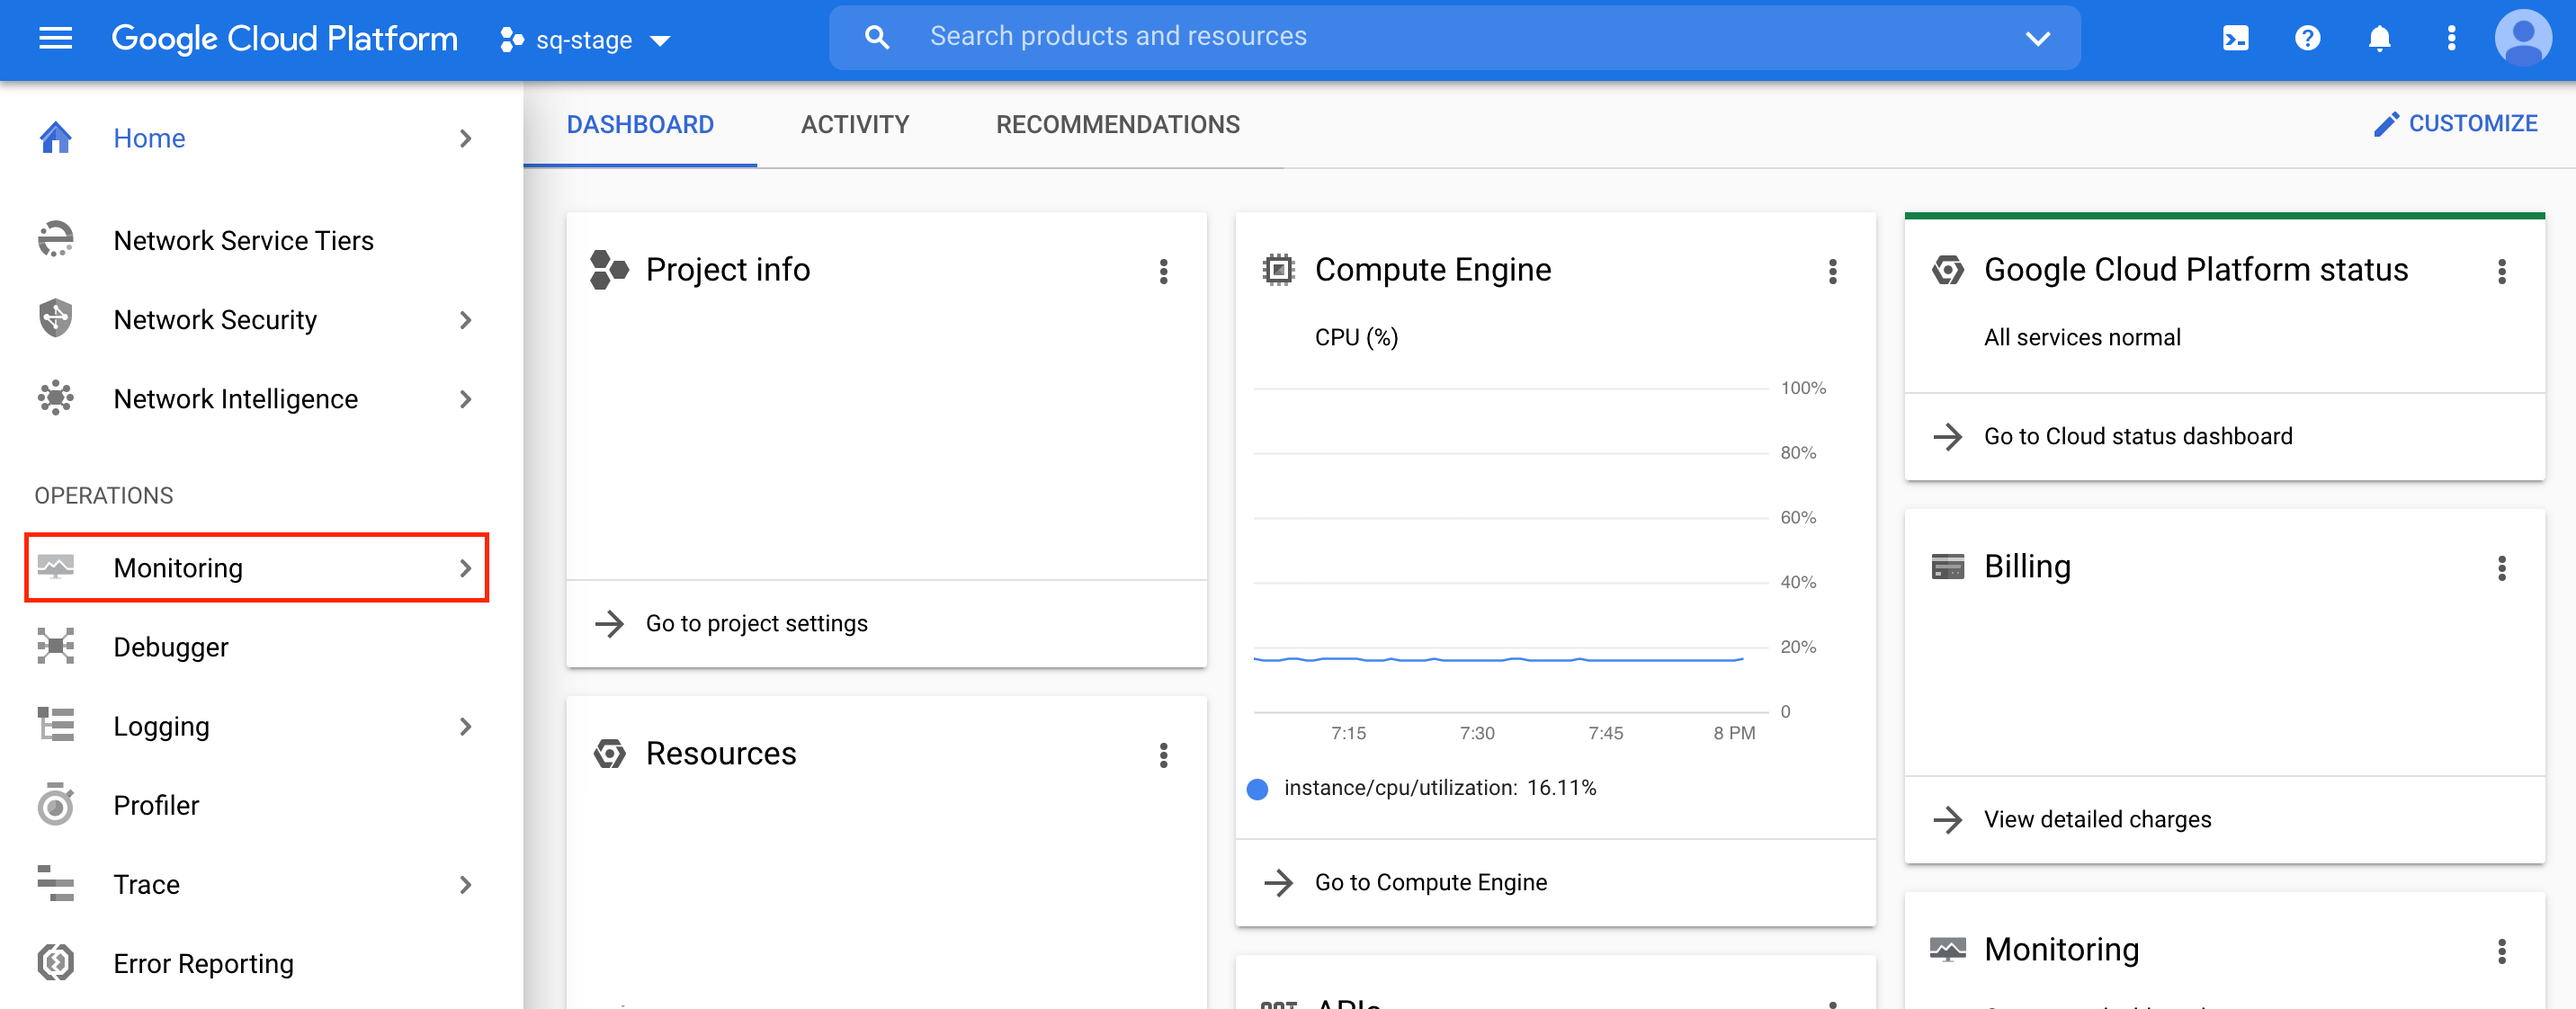 Google Cloud Platform
sq-stage
Search products and resources
Home
Network Service Tiers
Network Security
Network Intelligence
OPERATIONS
Monitoring
Debugger
Logging
Profiler
Trace
Error Reporting
DASHBOARD
ACTIVITY
RECOMMENDATIONS
CUSTOMIZE
Project info
Go to project settings
Resources
Compute Engine
CPU (%)
100%
80%
60%
40%
20%
0
7:15
7:30
7:45
8 PM
instance/cpu/utilization: 16.11%
Go to Compute Engine
APIs
Google Cloud Platform status
All services normal
Go to Cloud status dashboard
Billing
View detailed charges
Monitoring